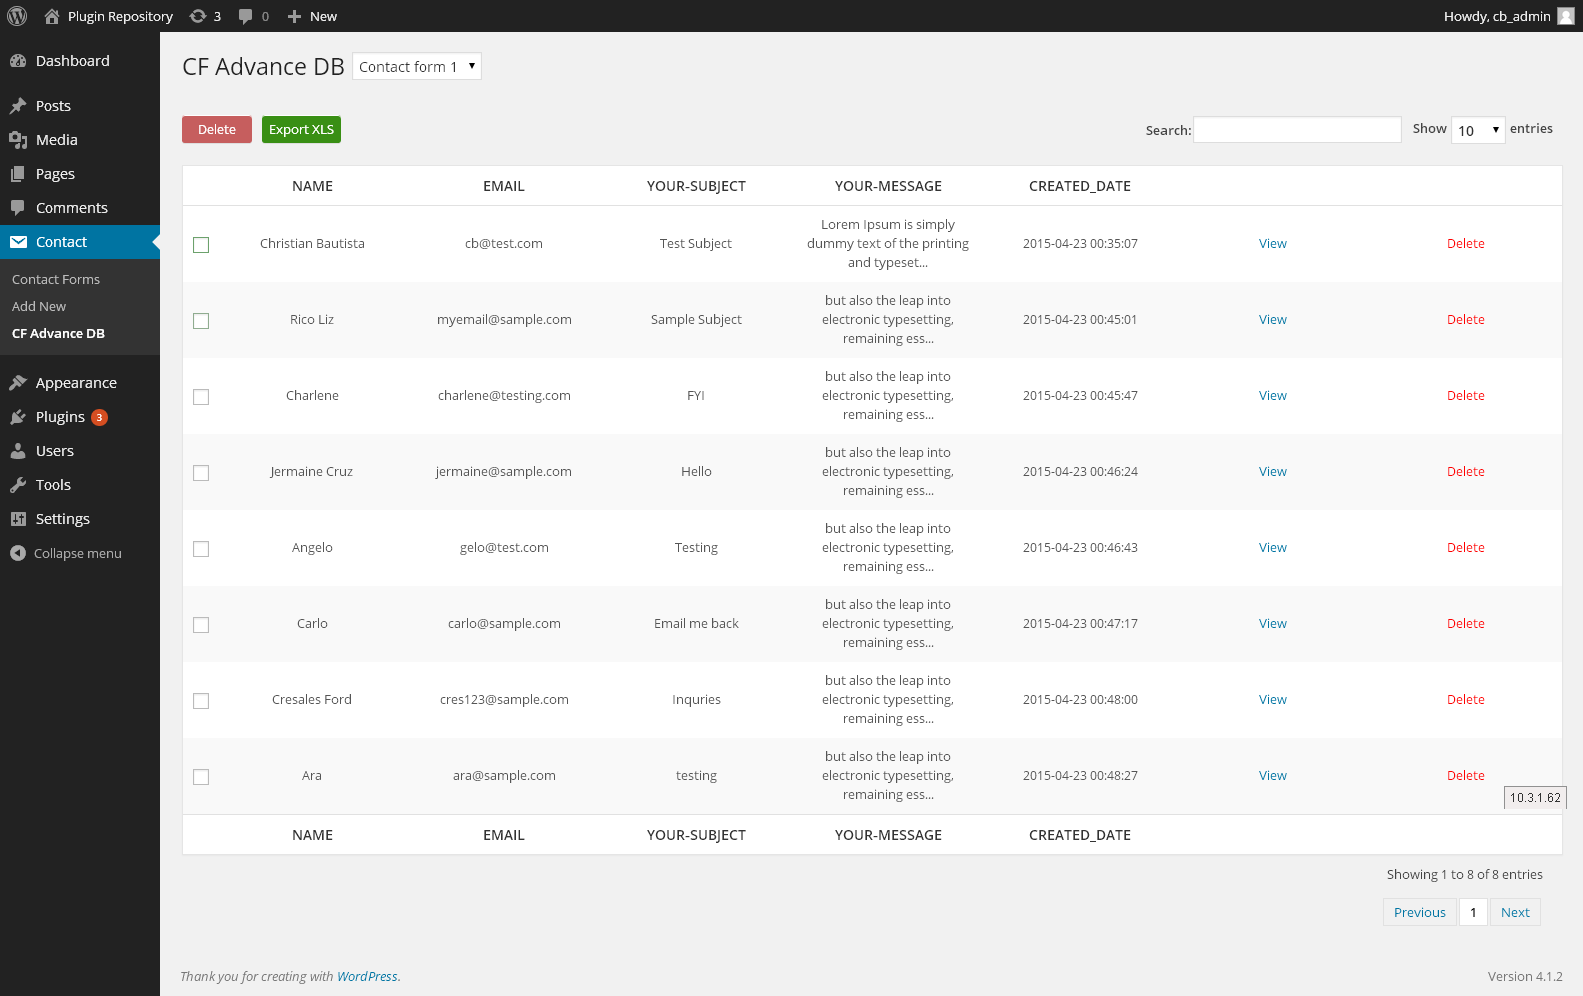 Plugin Repository 3 0 New Howdy, cb_admin
Dashboard
Posts
Media
Pages
Comments
Contact
Contact Forms
Add New
CF Advance DB
Appearance
Plugins 3
Users
Tools
Settings
Collapse menu
CF Advance DB Contact form 1
Delete Export XLS Search: Show 10 entries
NAME EMAIL YOUR-SUBJECT YOUR-MESSAGE CREATED_DATE
Christian Bautista cb@test.com Test Subject Lorem Ipsum is simply
dummy text of the printing
and typeset... 2015-04-23 00:35:07 View Delete
Rico Liz myemail@sample.com Sample Subject but also the leap into
electronic typesetting,
remaining ess... 2015-04-23 00:45:01 View Delete
Charlene charlene@testing.com FYI but also the leap into
electronic typesetting,
remaining ess... 2015-04-23 00:45:47 View Delete
Jermaine Cruz jermaine@sample.com Hello but also the leap into
electronic typesetting,
remaining ess... 2015-04-23 00:46:24 View Delete
Angelo gelo@test.com Testing but also the leap into
electronic typesetting,
remaining ess... 2015-04-23 00:46:43 View Delete
Carlo carlo@sample.com Email me back but also the leap into
electronic typesetting,
remaining ess... 2015-04-23 00:47:17 View Delete
Cresales Ford cres123@sample.com Inquries but also the leap into
electronic typesetting,
remaining ess... 2015-04-23 00:48:00 View Delete
Ara ara@sample.com testing but also the leap into
electronic typesetting,
remaining ess... 2015-04-23 00:48:27 View Delete
10.3.1.62
NAME EMAIL YOUR-SUBJECT YOUR-MESSAGE CREATED_DATE
Showing 1 to 8 of 8 entries
Previous 1 Next
Thank you for creating with WordPress. Version 4.1.2